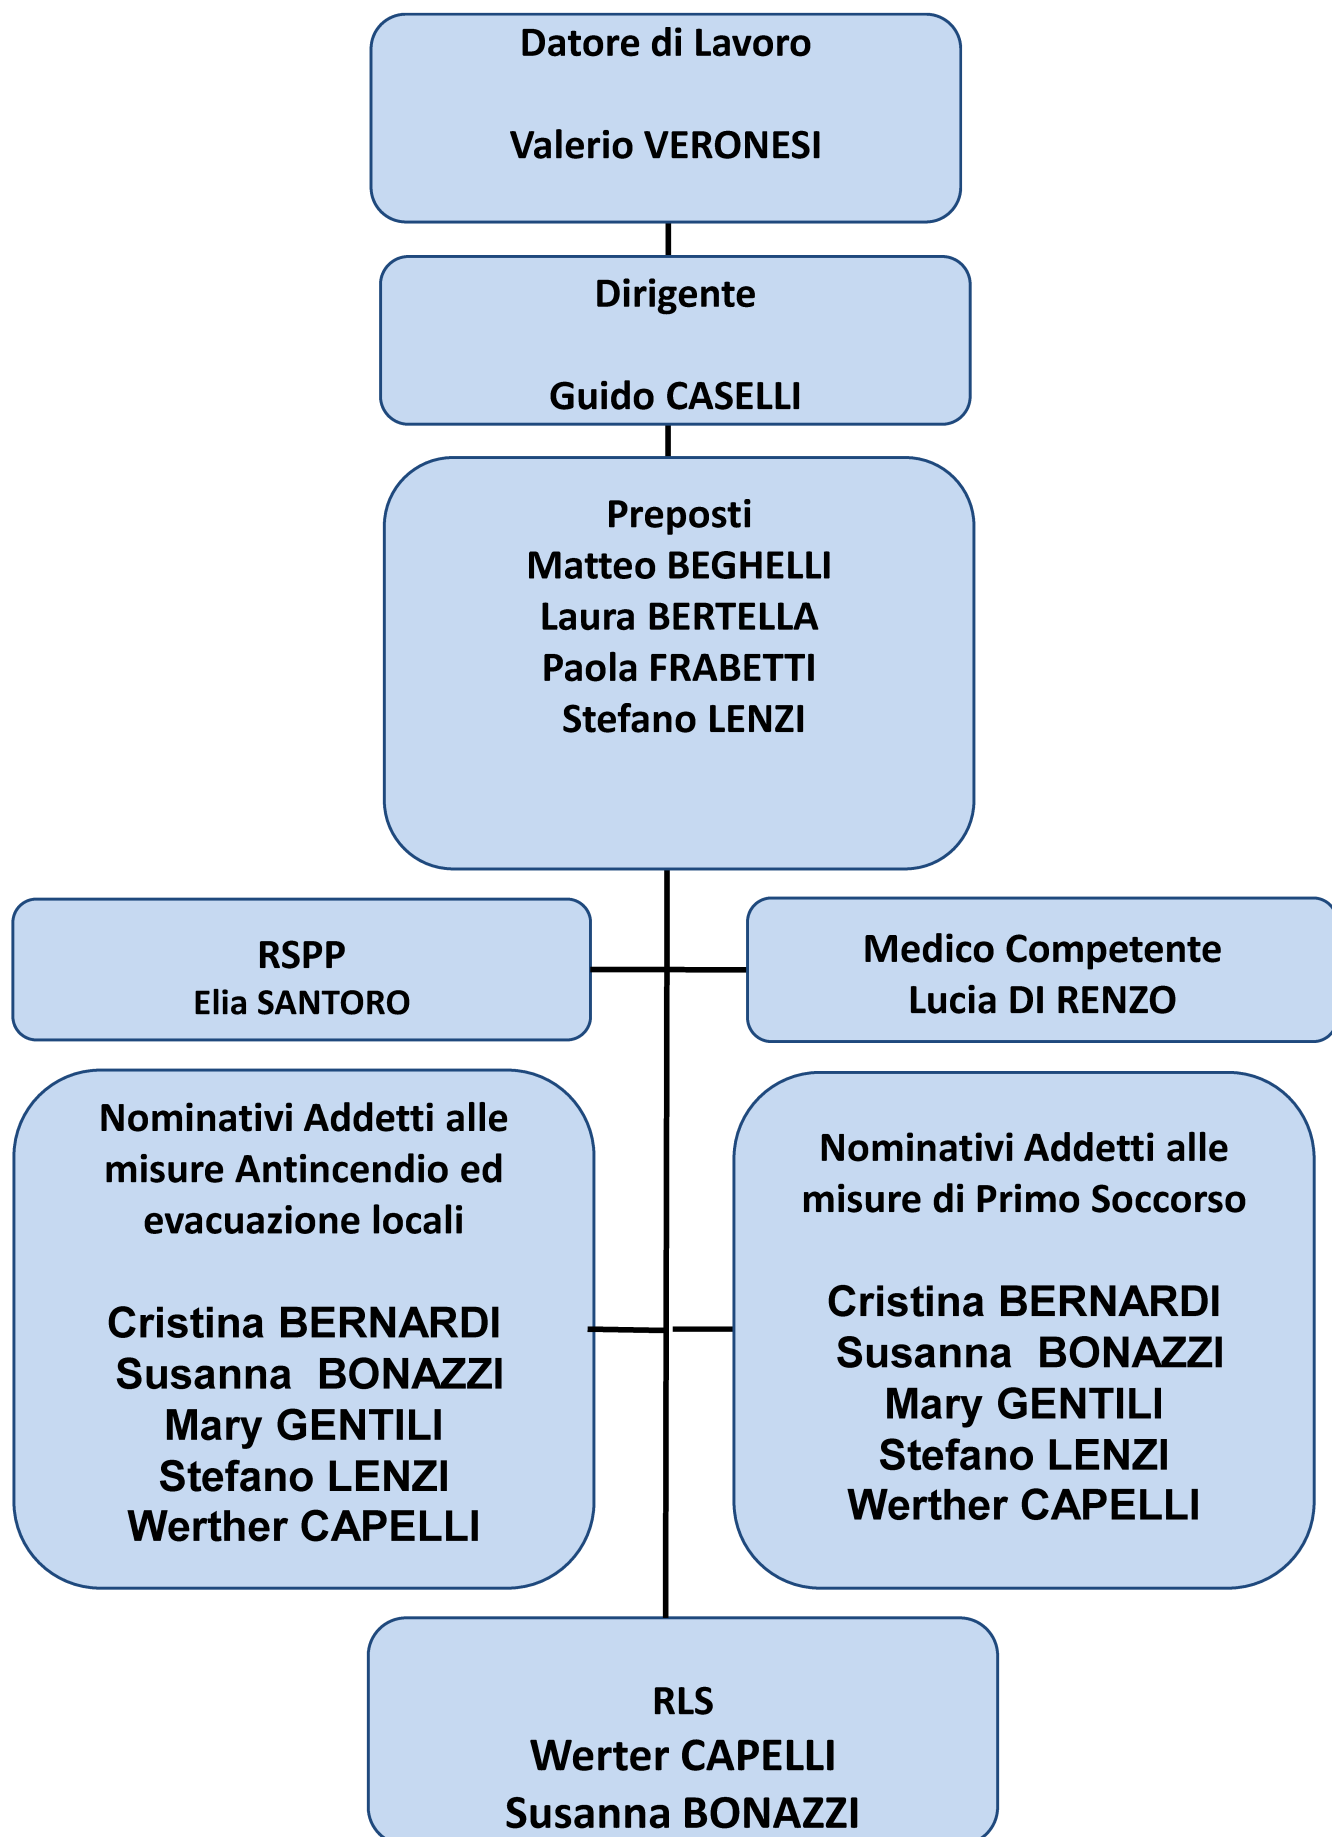 Datore di Lavoro
Valerio VERONESI
Dirigente
Guido CASELLI
Preposti
Matteo BEGHELLI
Laura BERTELLA
Paola FRABETTI
Stefano LENZI
RSPP
Elia SANTORO
Medico Competente
Lucia DI RENZO
Nominativi Addetti alle
misure Antincendio ed
evacuazione locali
Cristina BERNARDI
Susanna  BONAZZI
Mary GENTILI
Stefano LENZI
Werther CAPELLI
Nominativi Addetti alle
misure di Primo Soccorso
Cristina BERNARDI
Susanna  BONAZZI
Mary GENTILI
Stefano LENZI
Werther CAPELLI
RLS
Werter CAPELLI
Susanna BONAZZI